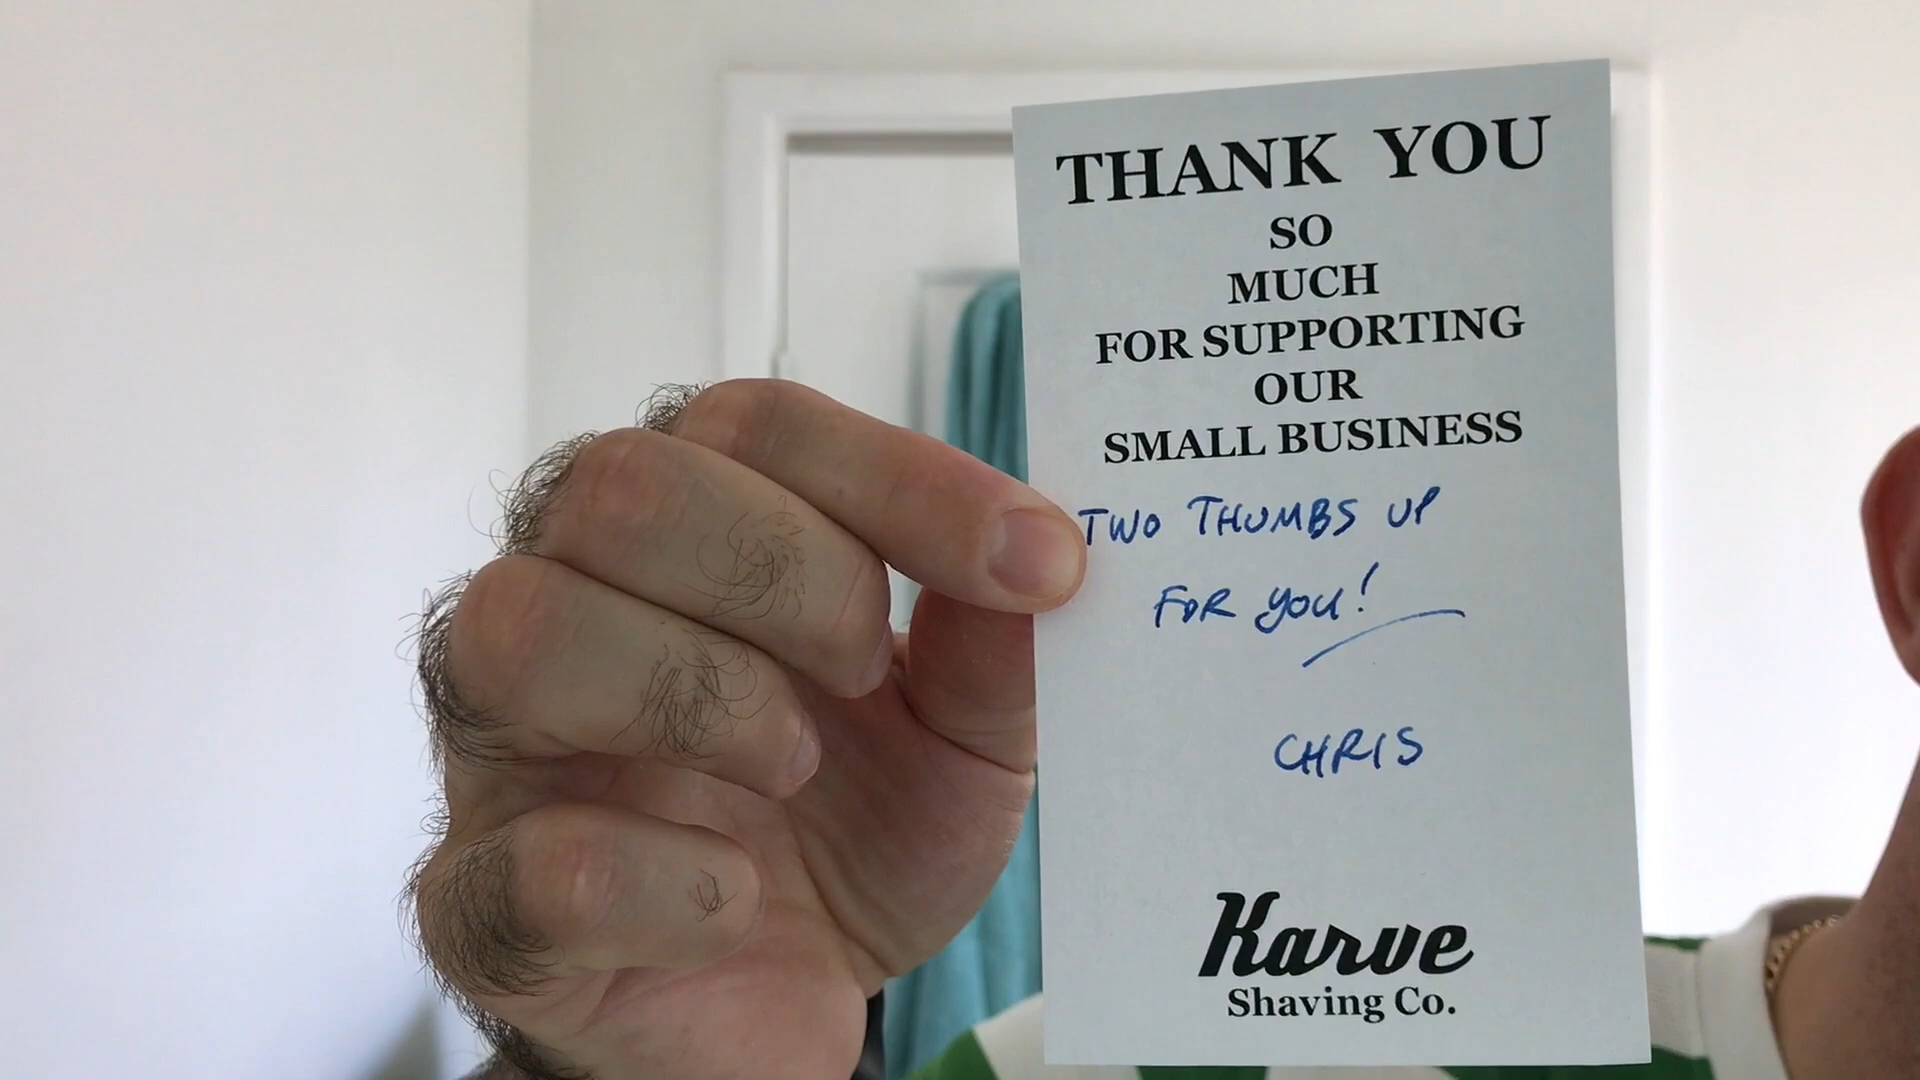 THANK YOU
SO
MUCH
FOR SUPPORTING
OUR
SMALL BUSINESS
TWO THUMBS UP
FOR YOU!
CHRIS
Karve
Shaving Co.